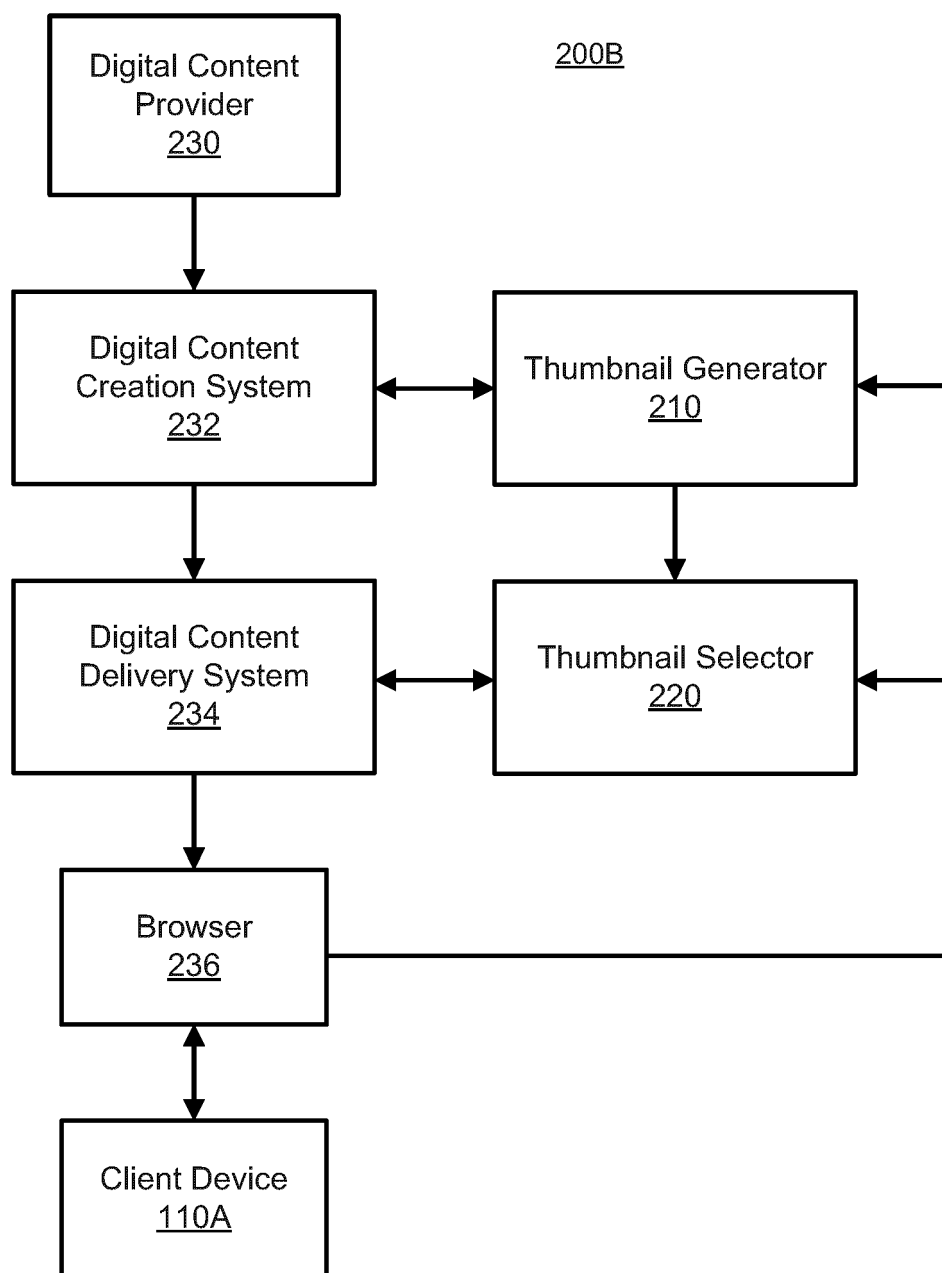 200B
Digital Content
Provider
230
Digital Content
Creation System
232
Thumbnail Generator
210
Digital Content
Delivery System
234
Thumbnail Selector
220
Browser
236
Client Device
110A